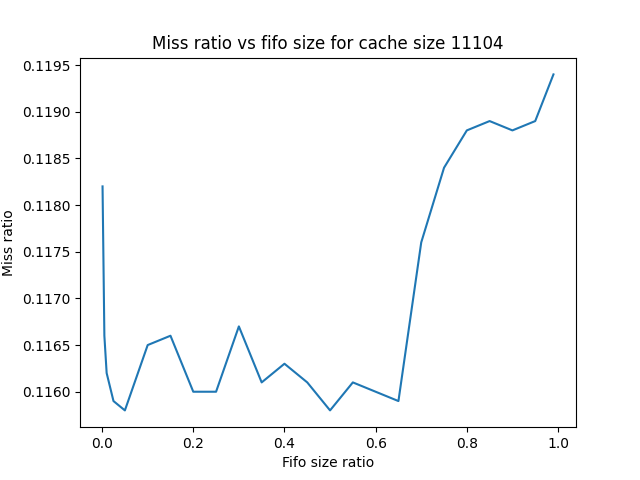 Miss ratio vs fifo size for cache size 11104
0.1195
0.1190
0.1185
0.1180
0.1175
0.1170
0.1165
0.1160
Miss ratio
0.0 0.2 0.4 0.6 0.8 1.0
Fifo size ratio